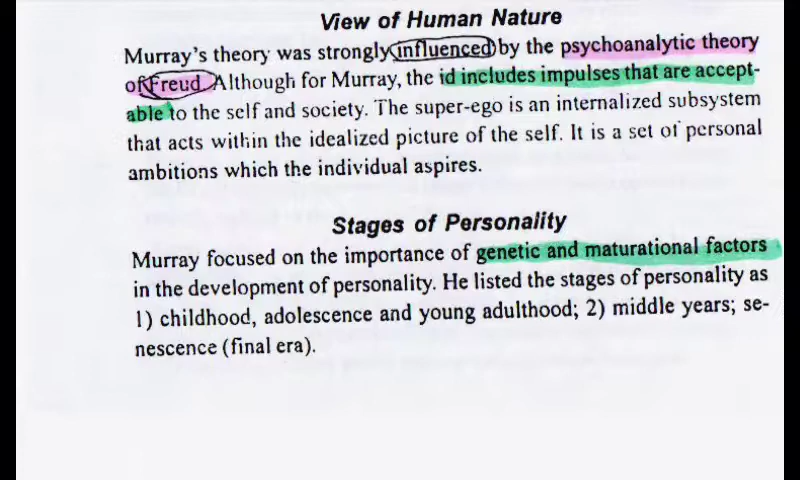 View of Human Nature
Murray's theory was strongly influenced by the psychoanalytic theory
of Freud. Although for Murray, the id includes impulses that are accept-
able to the self and society. The super-ego is an internalized subsystem
that acts within the idealized picture of the self. It is a set of personal
ambitions which the individual aspires.
Stages of Personality
Murray focused on the importance of genetic and maturational factors
in the development of personality. He listed the stages of personality as
1) childhood, adolescence and young adulthood; 2) middle years; se-
nescence (final era).